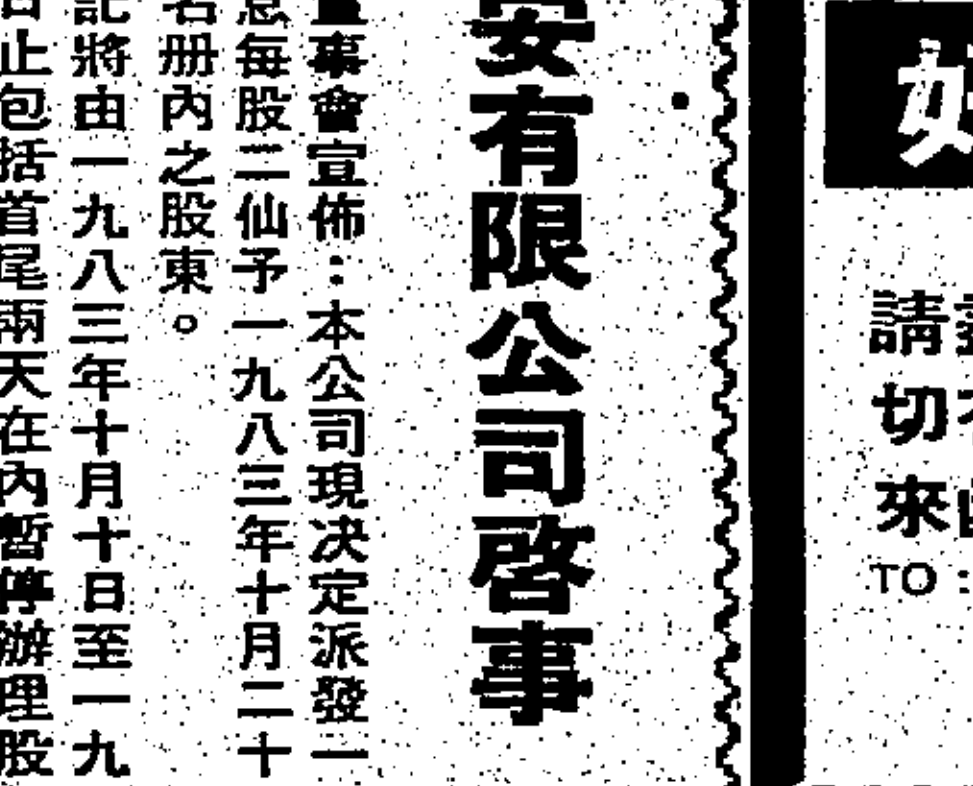 請
切
來
TO :
安有限公司啓事
董事會宣佈：本公司現决定派發一
息每股二仙予一九八三年十月二十
名册內之股東。
記將由一九八三年十月十日至一九
日止包括首尾兩天在內暫停辦理股